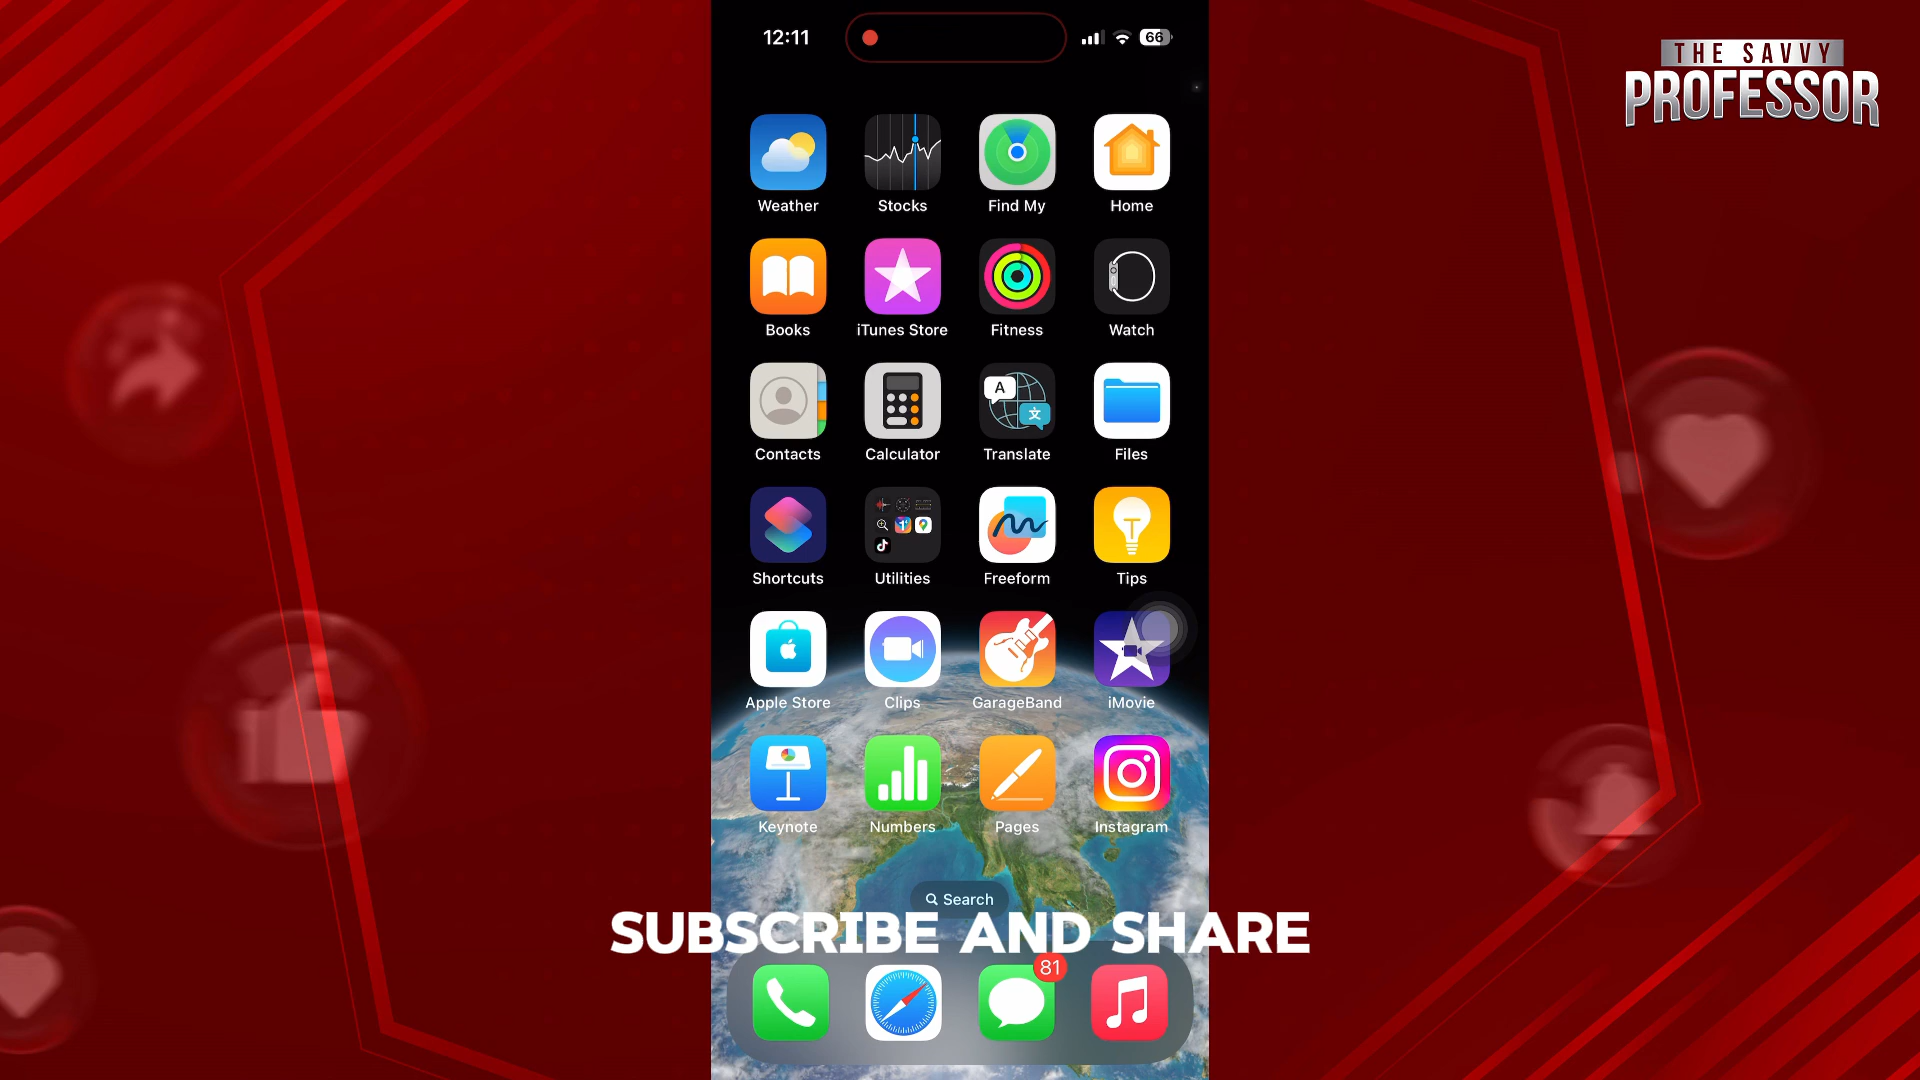 12:11
66
THE SAVVY
PROFESSOR
Weather
Stocks
Find My
Home
Books
iTunes Store
Fitness
Watch
Contacts
Calculator
A
文
Translate
Files
Shortcuts
Utilities
Freeform
Tips
Apple Store
Clips
GarageBand
iMovie
Keynote
Numbers
Pages
Instagram
Search
SUBSCRIBE AND SHARE
81